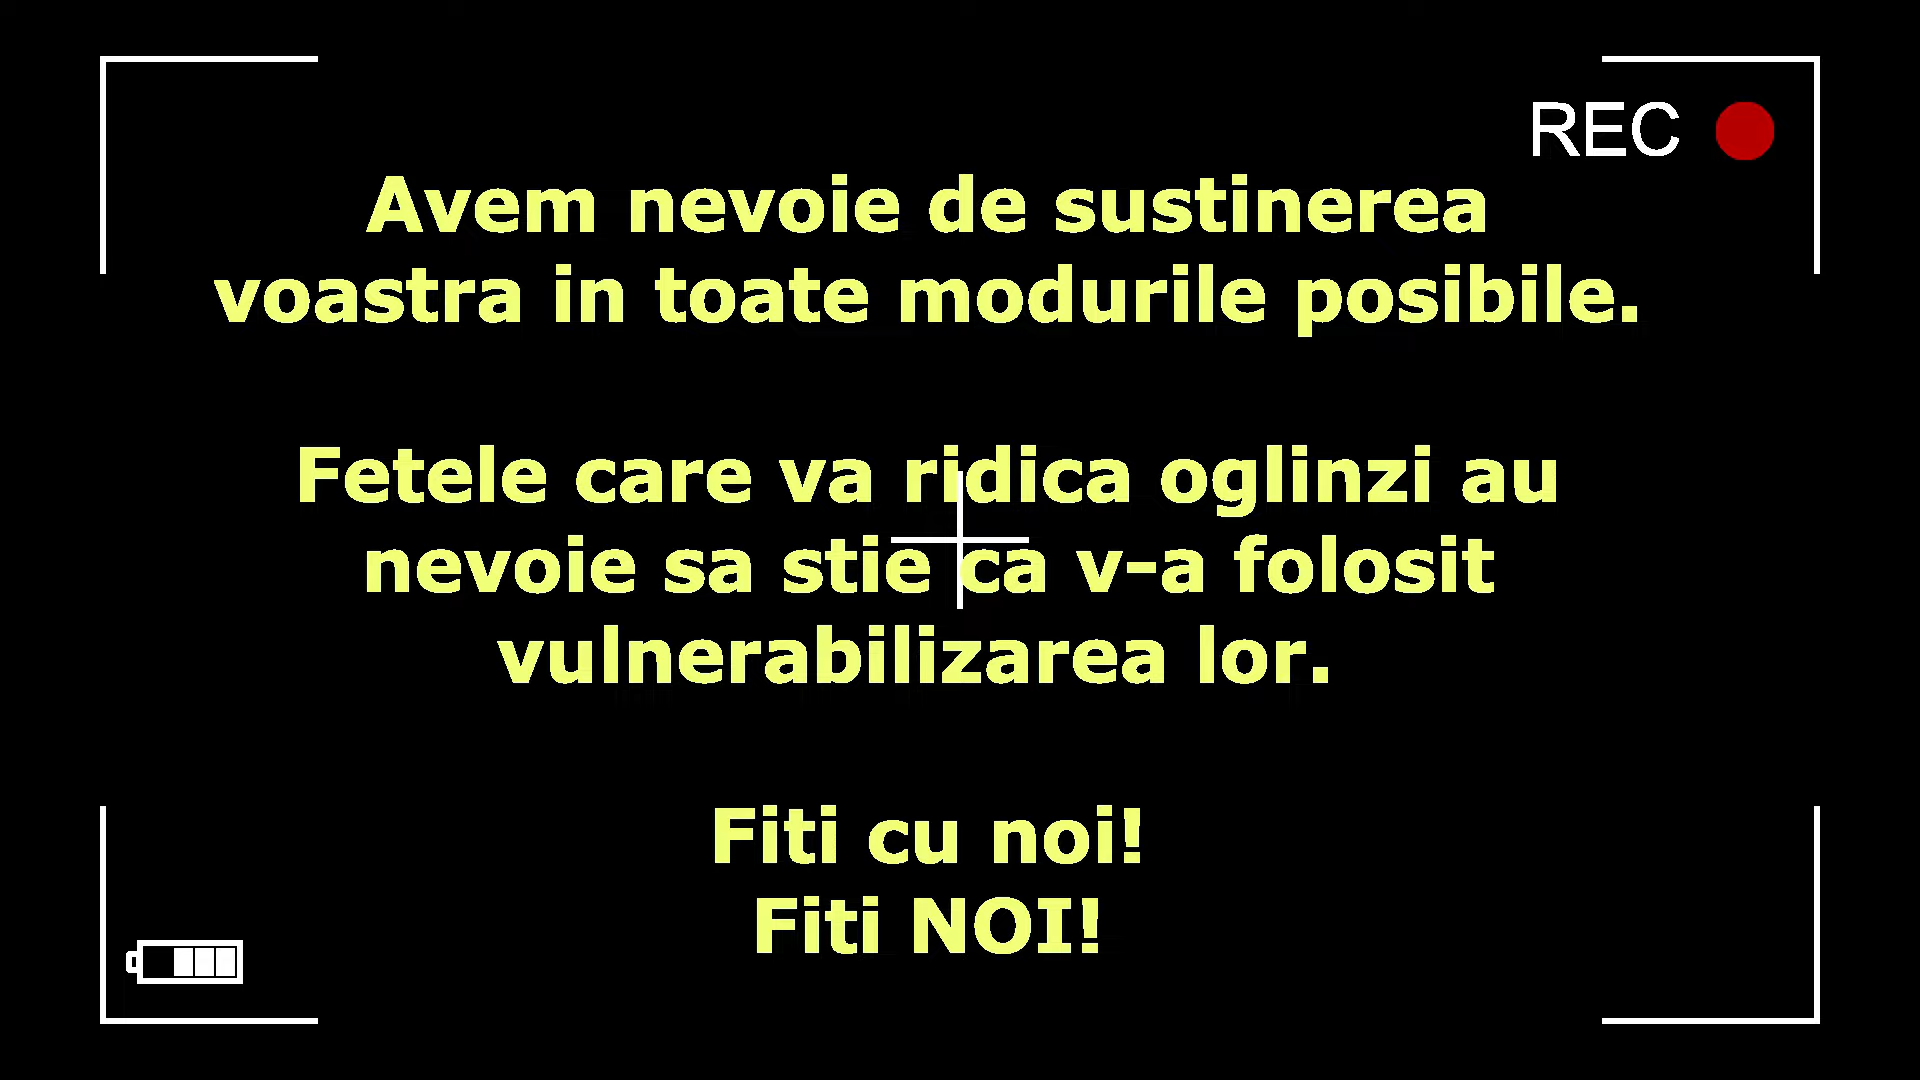 REC
Avem nevoie de sustinerea
voastra in toate modurile posibile.
Fetele care va ridica oglinzi au
nevoie sa stie ca v-a folosit
vulnerabilizarea lor.
Fiti cu noi!
Fiti NOI!